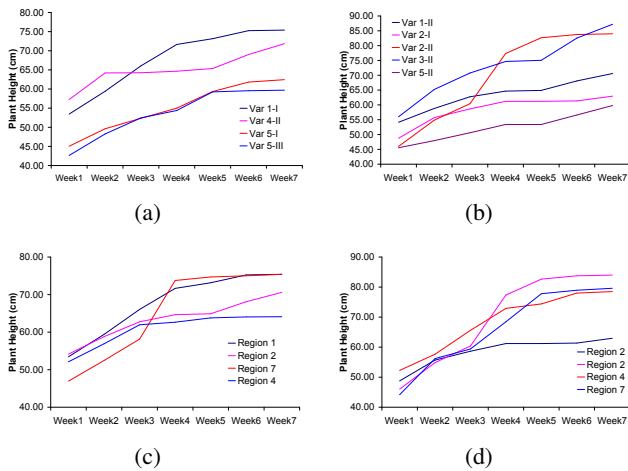 80.00
75.00
70.00
65.00
60.00
55.00
50.00
45.00
40.00
Plant Height (cm)
Week1 Week2 Week3 Week4 Week5 Week6 Week7
Var 1-I
Var 4-II
Var 5-I
Var 5-III
(a)
90.00
85.00
80.00
75.00
70.00
65.00
60.00
55.00
50.00
45.00
40.00
Plant Height (cm)
Week1 Week2 Week3 Week4 Week5 Week6 Week7
Var 1-II
Var 2-I
Var 2-II
Var 3-II
Var 5-II
(b)
80.00
70.00
60.00
50.00
40.00
Plant Height (cm)
Week1 Week2 Week3 Week4 Week5 Week6 Week7
Region 1
Region 2
Region 7
Region 4
(c)
90.00
80.00
70.00
60.00
50.00
40.00
Plant Height (cm)
Week1 Week2 Week3 Week4 Week5 Week6 Week7
Region 2
Region 2
Region 4
Region 7
(d)